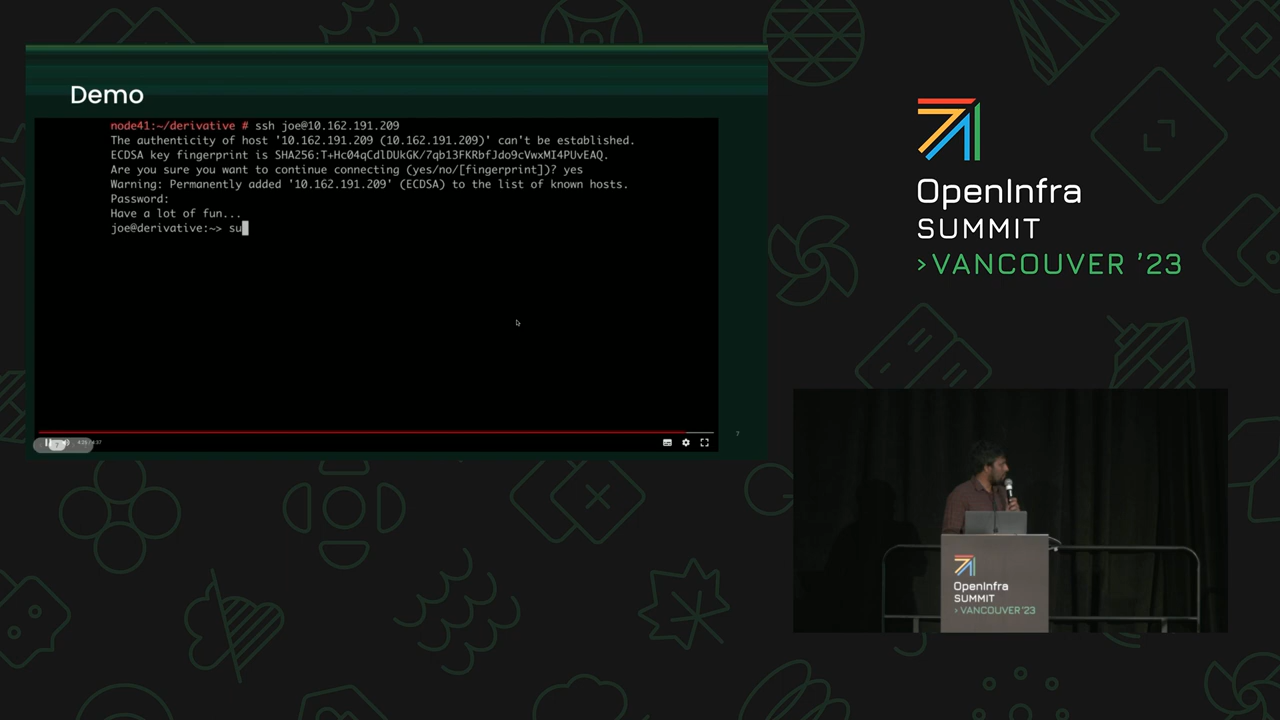 Demo
node41:~/derivative # ssh joe@10.162.191.209
The authenticity of host '10.162.191.209 (10.162.191.209)' can't be established.
ECDSA key fingerprint is SHA256:T+Hc04qCdlDUkGK/7qb13FKRbfJdo9cVwxMI4PUvEAQ.
Are you sure you want to continue connecting (yes/no/[fingerprint])? yes
Warning: Permanently added '10.162.191.209' (ECDSA) to the list of known hosts.
Password:
Have a lot of fun...
joe@derivative:~> su
7
OpenInfra
SUMMIT
>VANCOUVER '23
OpenInfra
SUMMIT
>VANCOUVER '23